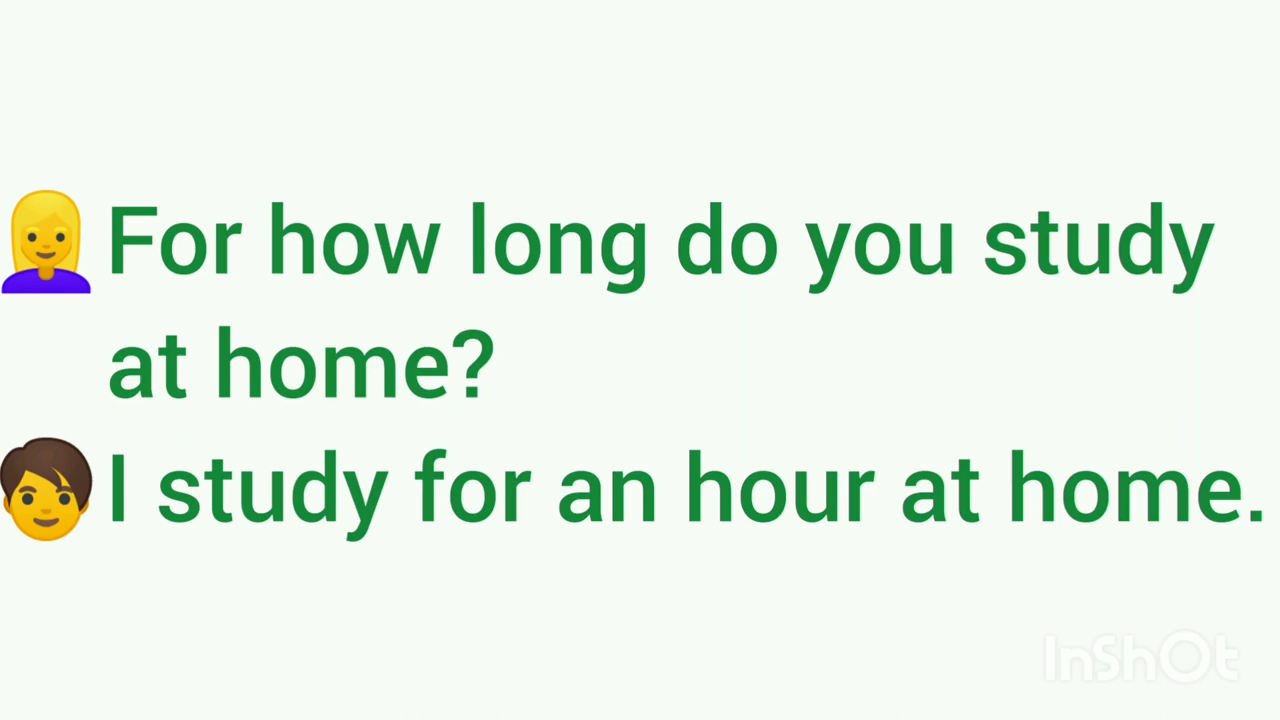 👱‍♀️For how long do you study
at home?
🧑I study for an hour at home.
InShOt